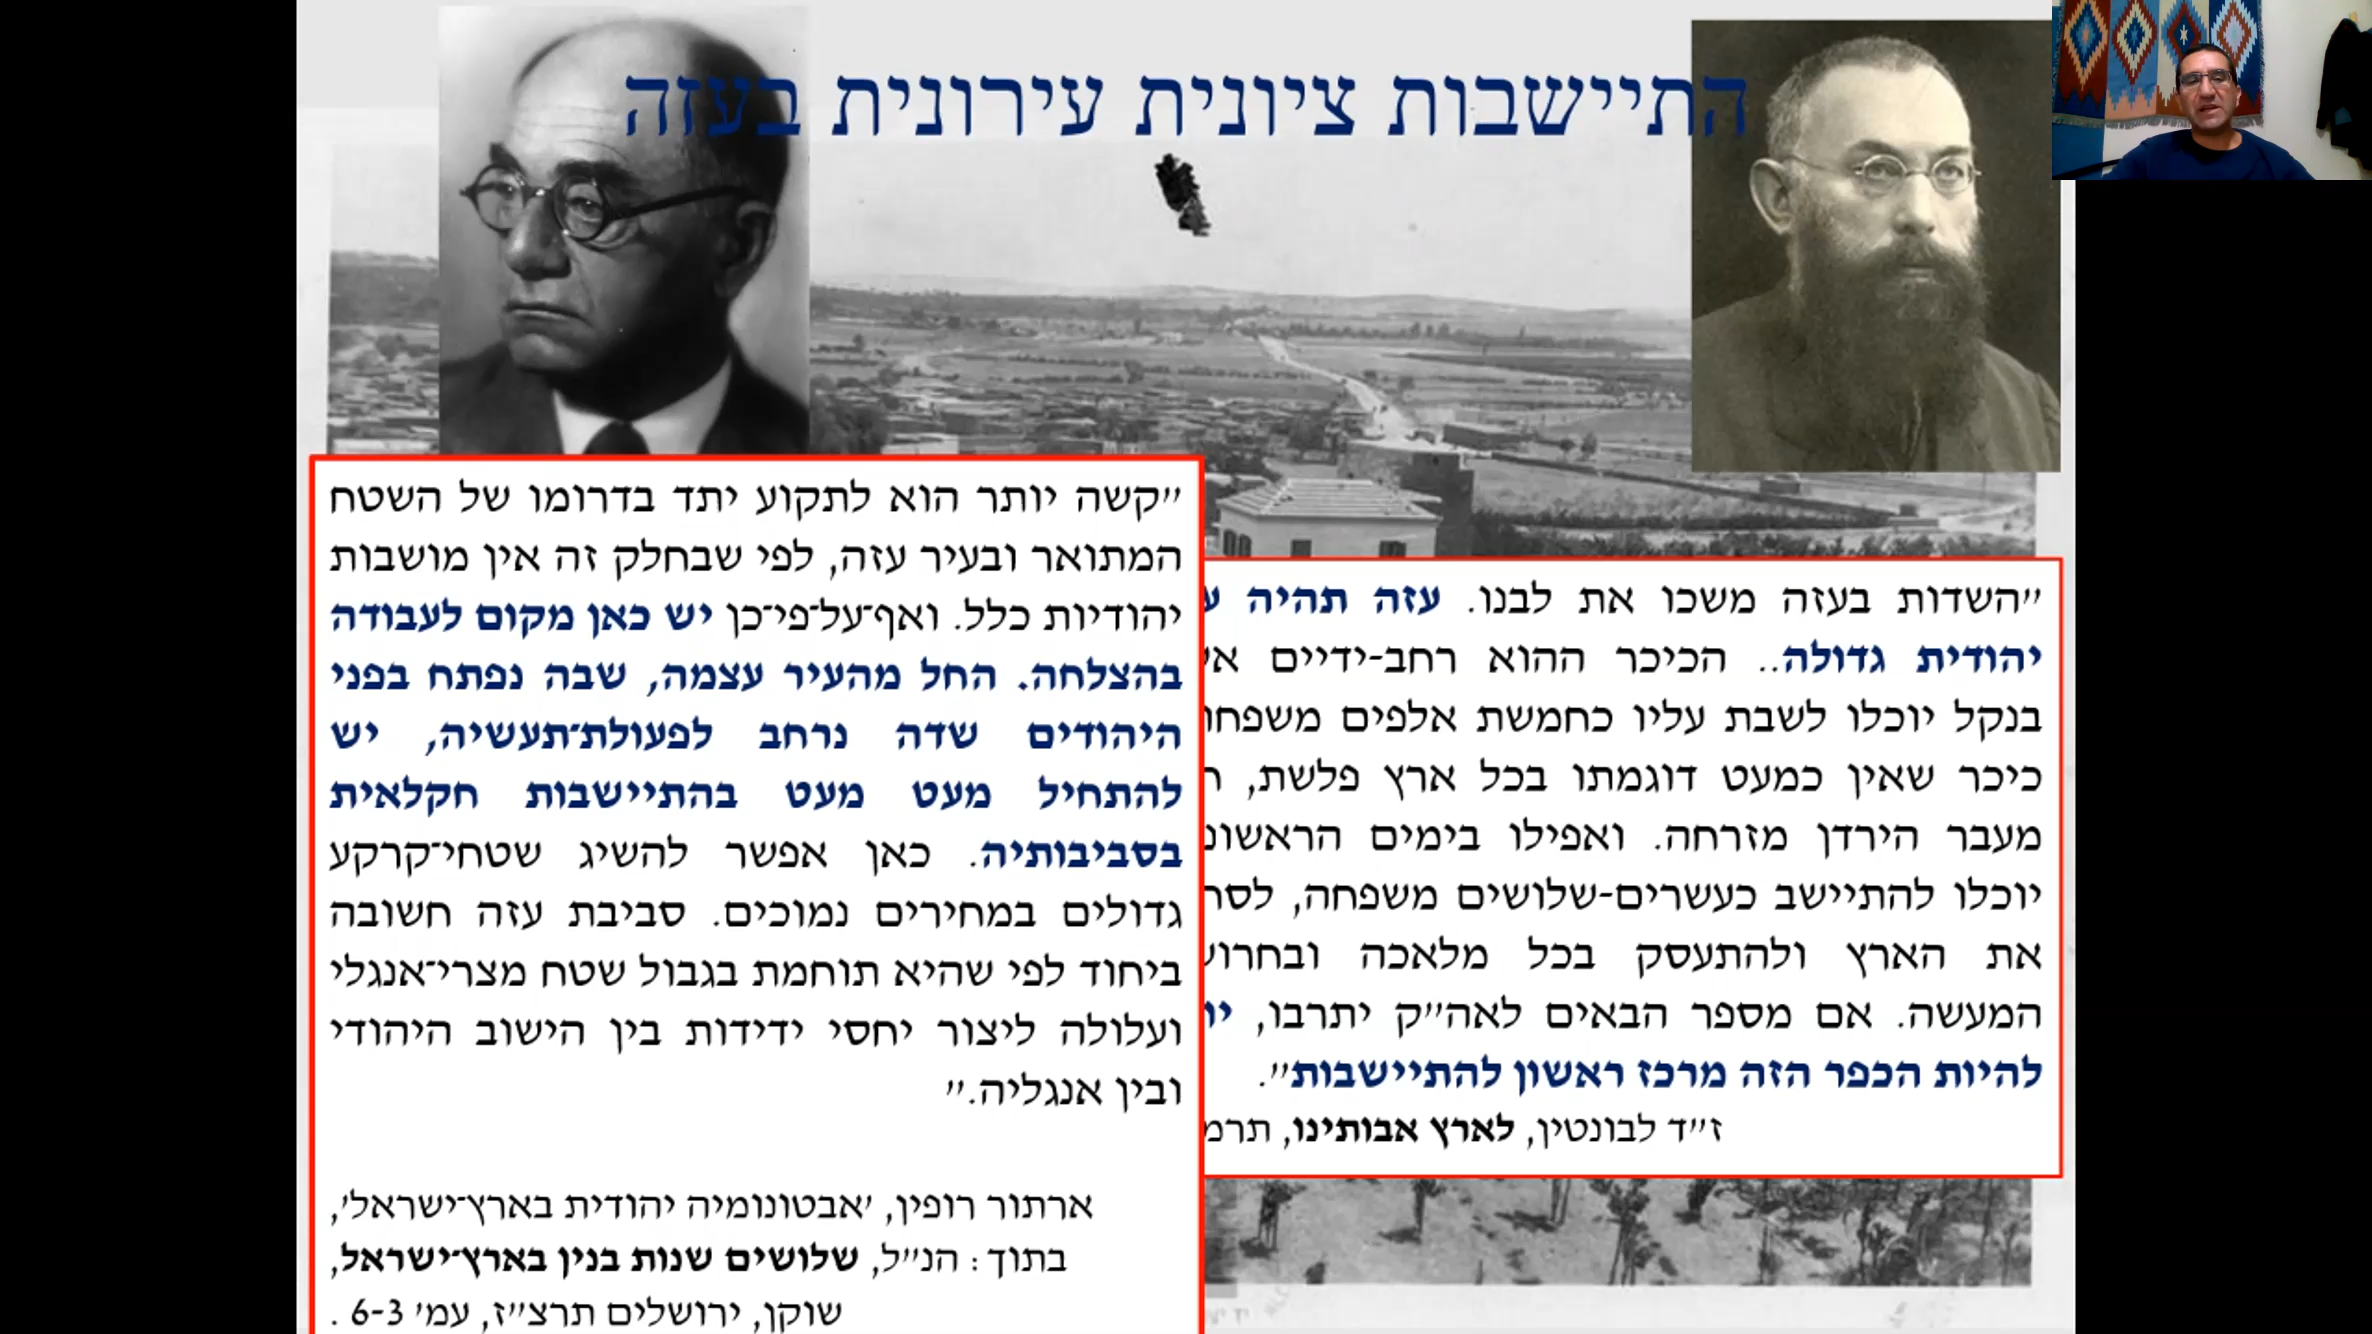 התיישבות ציונית עירונית בעזה
״השדות בעזה משכו את לבנו. עזה תהיה
יהודית גדולה.. הכיכר ההוא רחב-ידיים
בנקל יוכלו לשבת עליו כחמשת אלפים
כיכר שאין כמעט דוגמתו בכל ארץ פלשת,
מעבר הירדן מזרחה. ואפילו בימים
יוכלו להתיישב כעשרים-שלושים משפחה,
את הארץ ולהתעסק בכל מלאכה
המעשה. אם מספר הבאים לאה״ק יתרבו,
להיות הכפר הזה מרכז ראשון להתיישבות״.
ז״ד לבונטין, לארץ אבותינו,
״קשה יותר הוא לתקוע יתד בדרומו של השטח
המתואר ובעיר עזה, לפי שבחלק זה אין מושבות
יהודיות כלל. ואף־על־פי־כן יש כאן מקום לעבודה
בהצלחה. החל מהעיר עצמה, שבה נפתח בפני
היהודים שדה נרחב לפעולת־תעשיה, יש
להתחיל מעט מעט בהתיישבות חקלאית
בסביבותיה. כאן אפשר להשיג שטחי־קרקע
גדולים במחירים נמוכים. סביבת עזה חשובה
ביחוד לפי שהיא תוחמת בגבול שטח מצרי־אנגלי
ועלולה ליצור יחסי ידידות בין הישוב היהודי
ובין אנגליה.״
ארתור רופין, ׳אבטונומיה יהודית בארץ־ישראל׳,
בתוך: הנ״ל, שלושים שנות בנין בארץ־ישראל,
שוקן, ירושלים תרצ״ז, עמ׳ 6-3 .